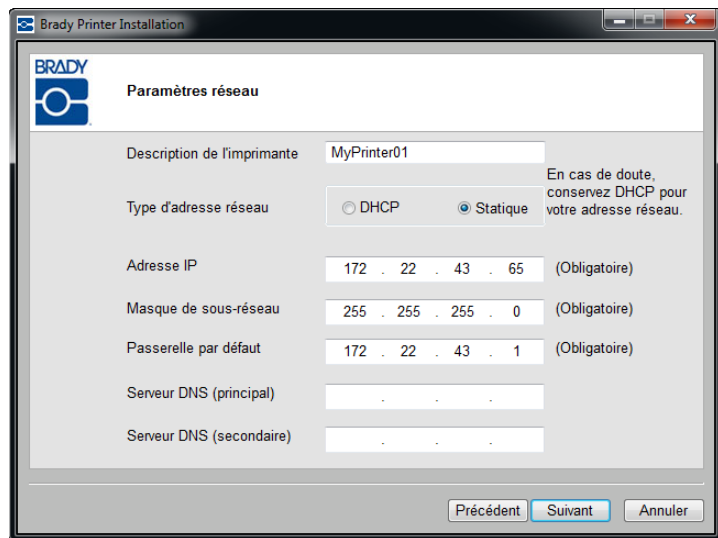 Brady Printer Installation
BRADY
Paramètres réseau
Description de l'imprimante
MyPrinter01
En cas de doute,
conservez DHCP pour
votre adresse réseau.
Type d'adresse réseau
DHCP
Statique
Adresse IP
172 . 22 . 43 . 65
(Obligatoire)
Masque de sous-réseau
255 . 255 . 255 . 0
(Obligatoire)
Passerelle par défaut
172 . 22 . 43 . 1
(Obligatoire)
Serveur DNS (principal)
. . .
Serveur DNS (secondaire)
. . .
Précédent
Suivant
Annuler